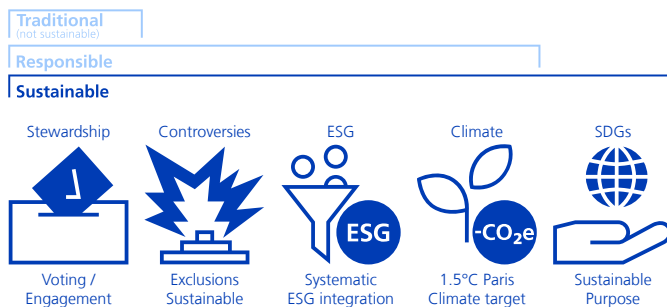 Traditional
(not sustainable)
Responsible
Sustainable
Stewardship
Controversies
ESG
Climate
SDGs
ESG
-CO₂e
Voting /
Engagement
Exclusions
Sustainable
Systematic
ESG integration
1.5°C Paris
Climate target
Sustainable
Purpose